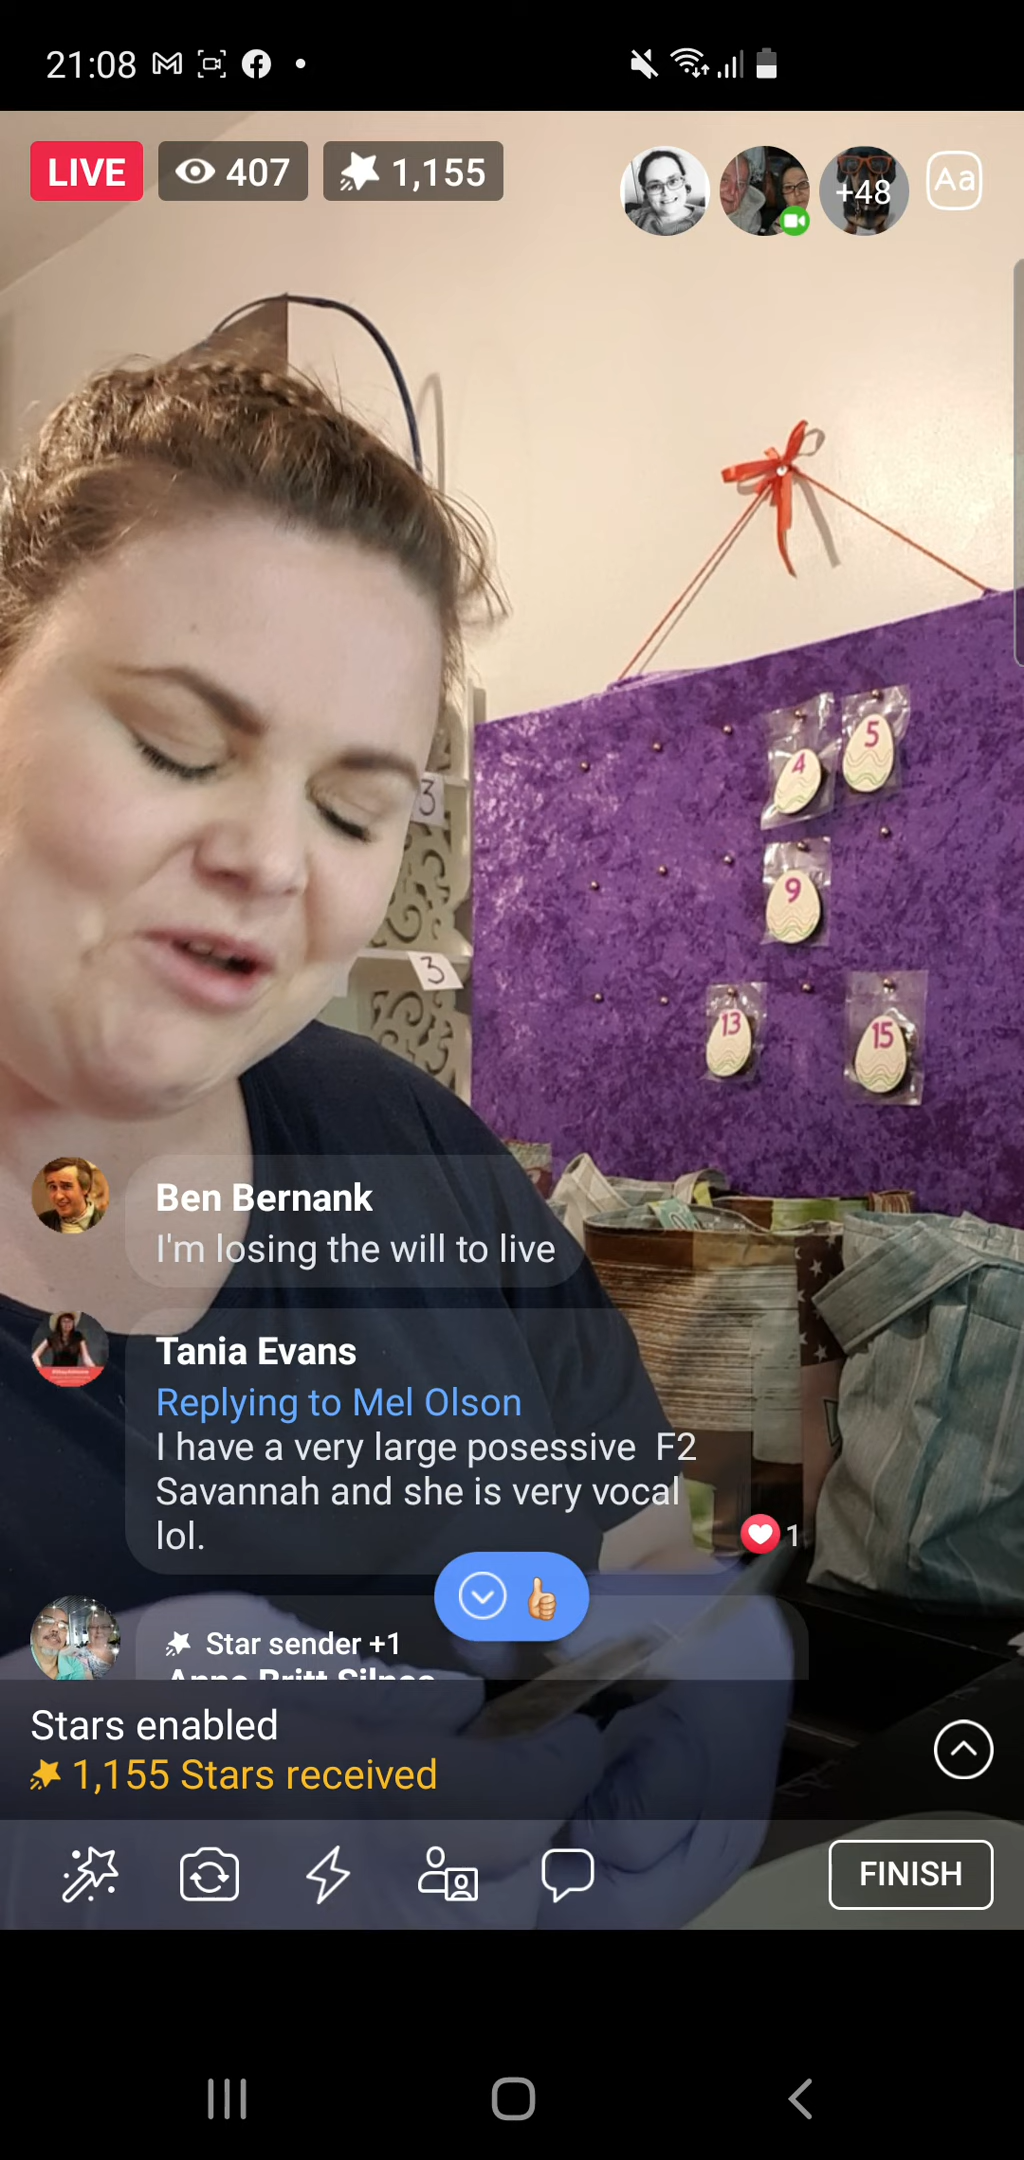 21:08
LIVE 407 1,155
+48 Aa
5
4
3
9
3
13 15
Ben Bernank
I'm losing the will to live
Tania Evans
Replying to Mel Olson
I have a very large posessive F2
Savannah and she is very vocal
lol.
1
Star sender +1
Stars enabled
1,155 Stars received
FINISH